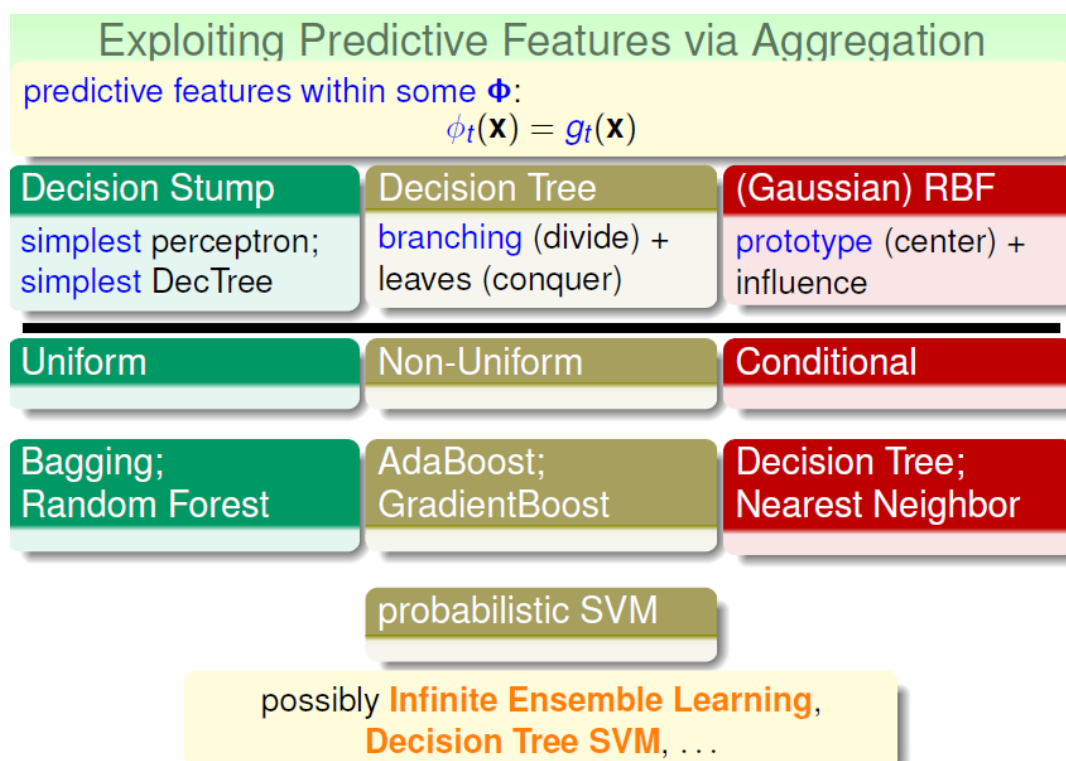 Exploiting Predictive Features via Aggregation
predictive features within some Φ:
ϕt(x) = gt(x)
Decision Stump
simplest perceptron;
simplest DecTree
Decision Tree
branching (divide) +
leaves (conquer)
(Gaussian) RBF
prototype (center) +
influence
Uniform
Non-Uniform
Conditional
Bagging;
Random Forest
AdaBoost;
GradientBoost
Decision Tree;
Nearest Neighbor
probabilistic SVM
possibly Infinite Ensemble Learning,
Decision Tree SVM, ...